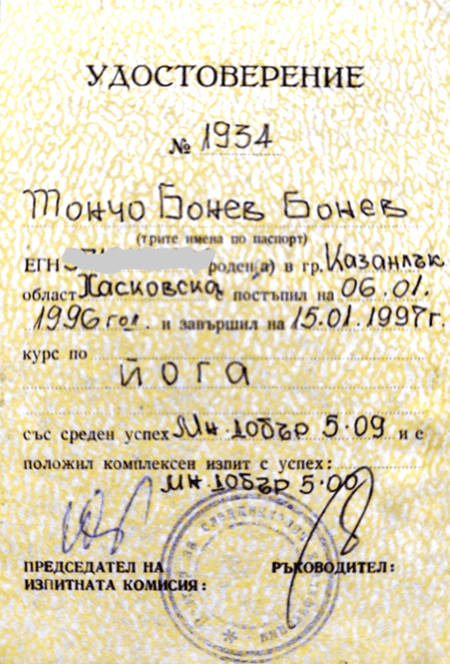 УДОСТОВЕРЕНИЕ
№ 1934
Тончо Бонев Бонев
(трите имена по паспорт)
ЕГН роден(а) в гр. Казанлък
област Хасковска с постъпил на 06.01.
1996 год. и завършил на 15.01.1997 г.
курс по
ЙОГА
със среден успех Мн. добър 5.09 и е
положил комплексен изпит с успех:
Мн. добър 5.00
ПРЕДСЕДАТЕЛ НА РЪКОВОДИТЕЛ:
ИЗПИТНАТА КОМИСИЯ: